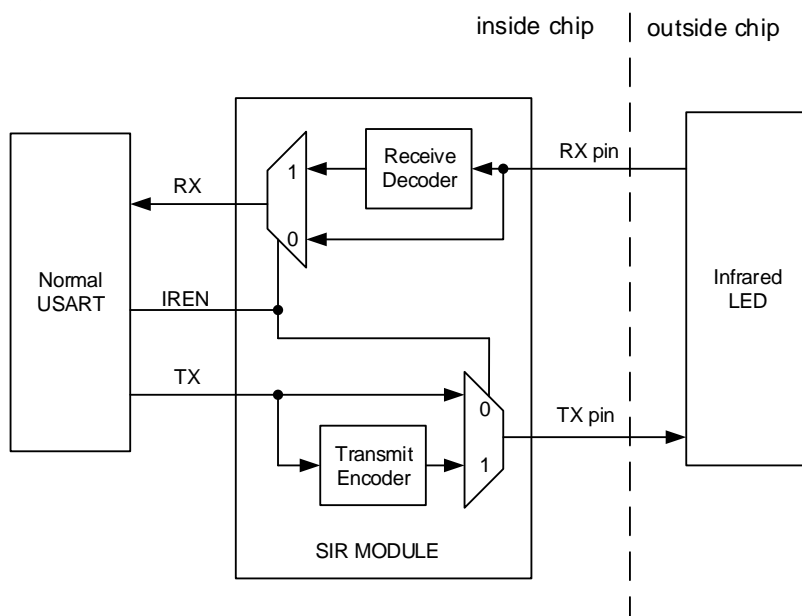 inside chip
outside chip
Receive
Decoder
RX pin
1
RX
0
Normal
USART
IREN
Infrared
LED
TX
0
TX pin
Transmit
Encoder
1
SIR MODULE